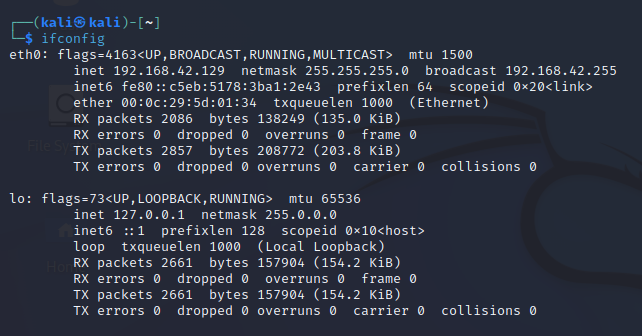 ┌──(kali㉿kali)-[~]
└─$ ifconfig
eth0: flags=4163<UP,BROADCAST,RUNNING,MULTICAST>  mtu 1500
        inet 192.168.42.129  netmask 255.255.255.0  broadcast 192.168.42.255
        inet6 fe80::c5eb:5178:3ba1:2e43  prefixlen 64  scopeid 0×20<link>
        ether 00:0c:29:5d:01:34  txqueuelen 1000  (Ethernet)
        RX packets 2086  bytes 138249 (135.0 KiB)
        RX errors 0  dropped 0  overruns 0  frame 0
        TX packets 2857  bytes 208772 (203.8 KiB)
        TX errors 0  dropped 0 overruns 0  carrier 0  collisions 0

lo: flags=73<UP,LOOPBACK,RUNNING>  mtu 65536
        inet 127.0.0.1  netmask 255.0.0.0
        inet6 ::1  prefixlen 128  scopeid 0×10<host>
        loop  txqueuelen 1000  (Local Loopback)
        RX packets 2661  bytes 157904 (154.2 KiB)
        RX errors 0  dropped 0  overruns 0  frame 0
        TX packets 2661  bytes 157904 (154.2 KiB)
        TX errors 0  dropped 0 overruns 0  carrier 0  collisions 0